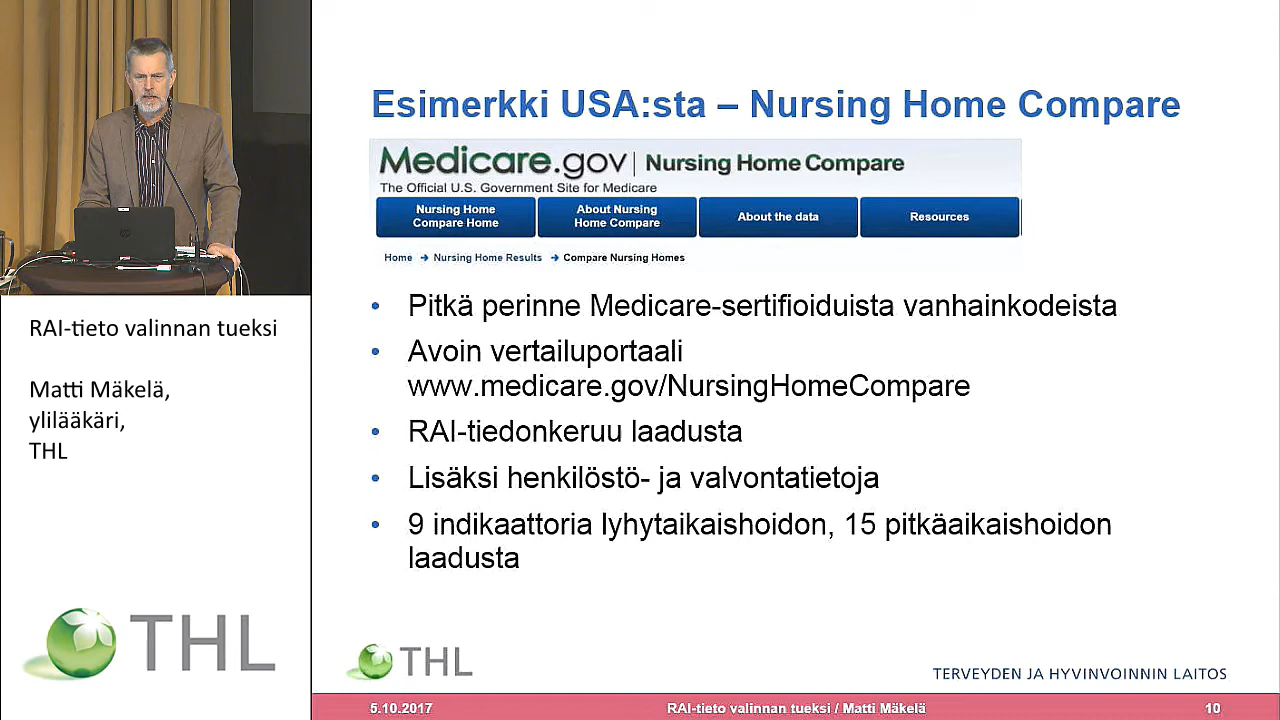 RAI-tieto valinnan tueksi
Matti Mäkelä,
ylilääkäri,
THL
THL
Esimerkki USA:sta – Nursing Home Compare
Medicare.gov | Nursing Home Compare
The Official U.S. Government Site for Medicare
Nursing Home
Compare Home
About Nursing
Home Compare
About the data
Resources
Home → Nursing Home Results → Compare Nursing Homes
• Pitkä perinne Medicare-sertifioiduista vanhainkodeista
• Avoin vertailuportaali
www.medicare.gov/NursingHomeCompare
• RAI-tiedonkeruu laadusta
• Lisäksi henkilöstö- ja valvontatietoja
• 9 indikaattoria lyhytaikaishoidon, 15 pitkäaikaishoidon
laadusta
THL
TERVEYDEN JA HYVINVOINNIN LAITOS
5.10.2017
RAI-tieto valinnan tueksi / Matti Mäkelä
10